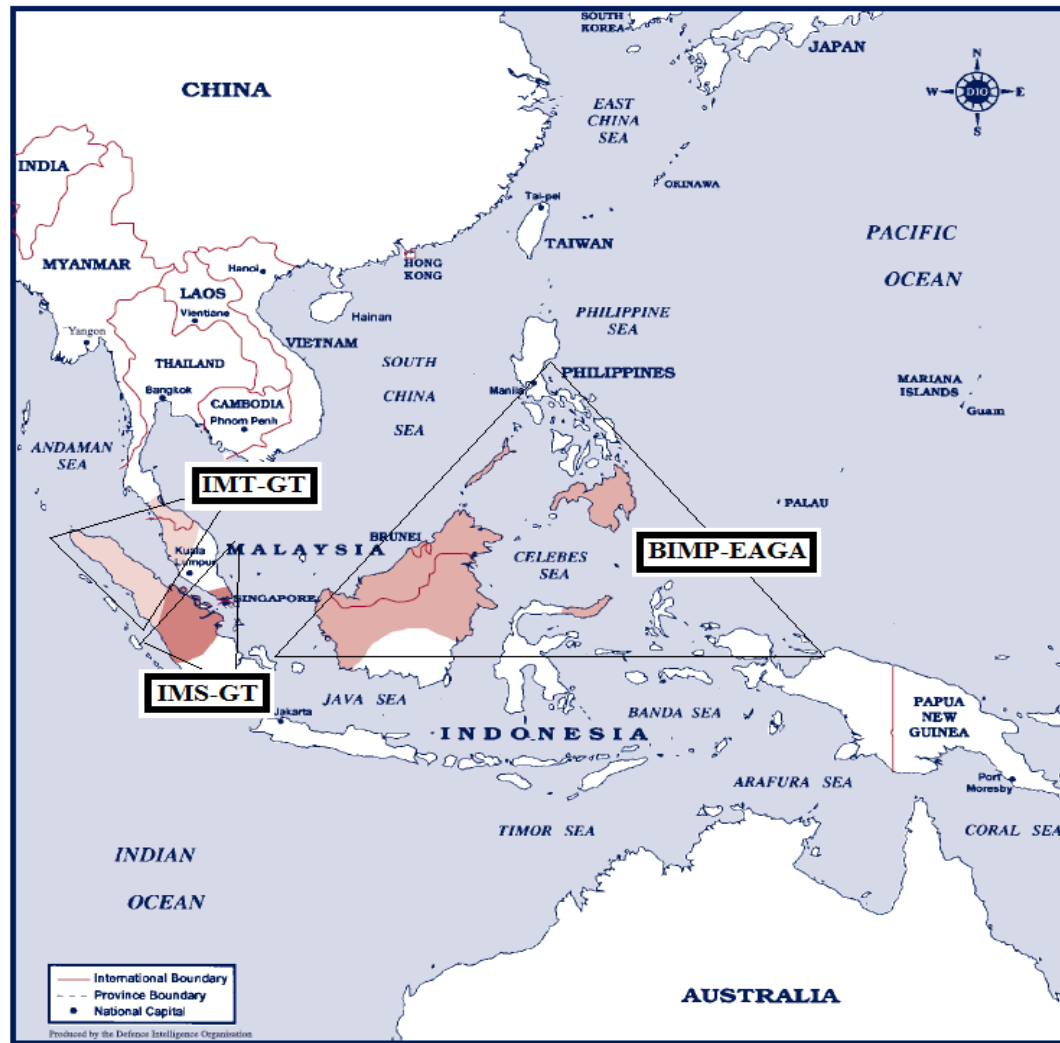 SOUTH
KOREA
JAPAN
CHINA
N
W
DIO
E
S
EAST
CHINA
SEA
INDIA
OKINAWA
Tai-pei
TAIWAN
PACIFIC
OCEAN
MYANMAR
Hanoi
HONG
KONG
LAOS
Vientiane
Hainan
PHILIPPINE
SEA
Yangon
VIETNAM
THAILAND
SOUTH
CHINA
SEA
Bangkok
CAMBODIA
Phnom Penh
Manila
PHILIPPINES
MARIANA
ISLANDS
Guam
ANDAMAN
SEA
IMT-GT
PALAU
BRUNEI
Kuala
Lumpur
MALAYSIA
CELEBES
SEA
BIMP-EAGA
SINGAPORE
IMS-GT
JAVA SEA
Jakarta
BANDA SEA
INDONESIA
PAPUA
NEW
GUINEA
ARAFURA SEA
Port
Moresby
TIMOR SEA
CORAL SEA
INDIAN
OCEAN
International Boundary
Province Boundary
National Capital
AUSTRALIA
Produced by the Defence Intelligence Organisation